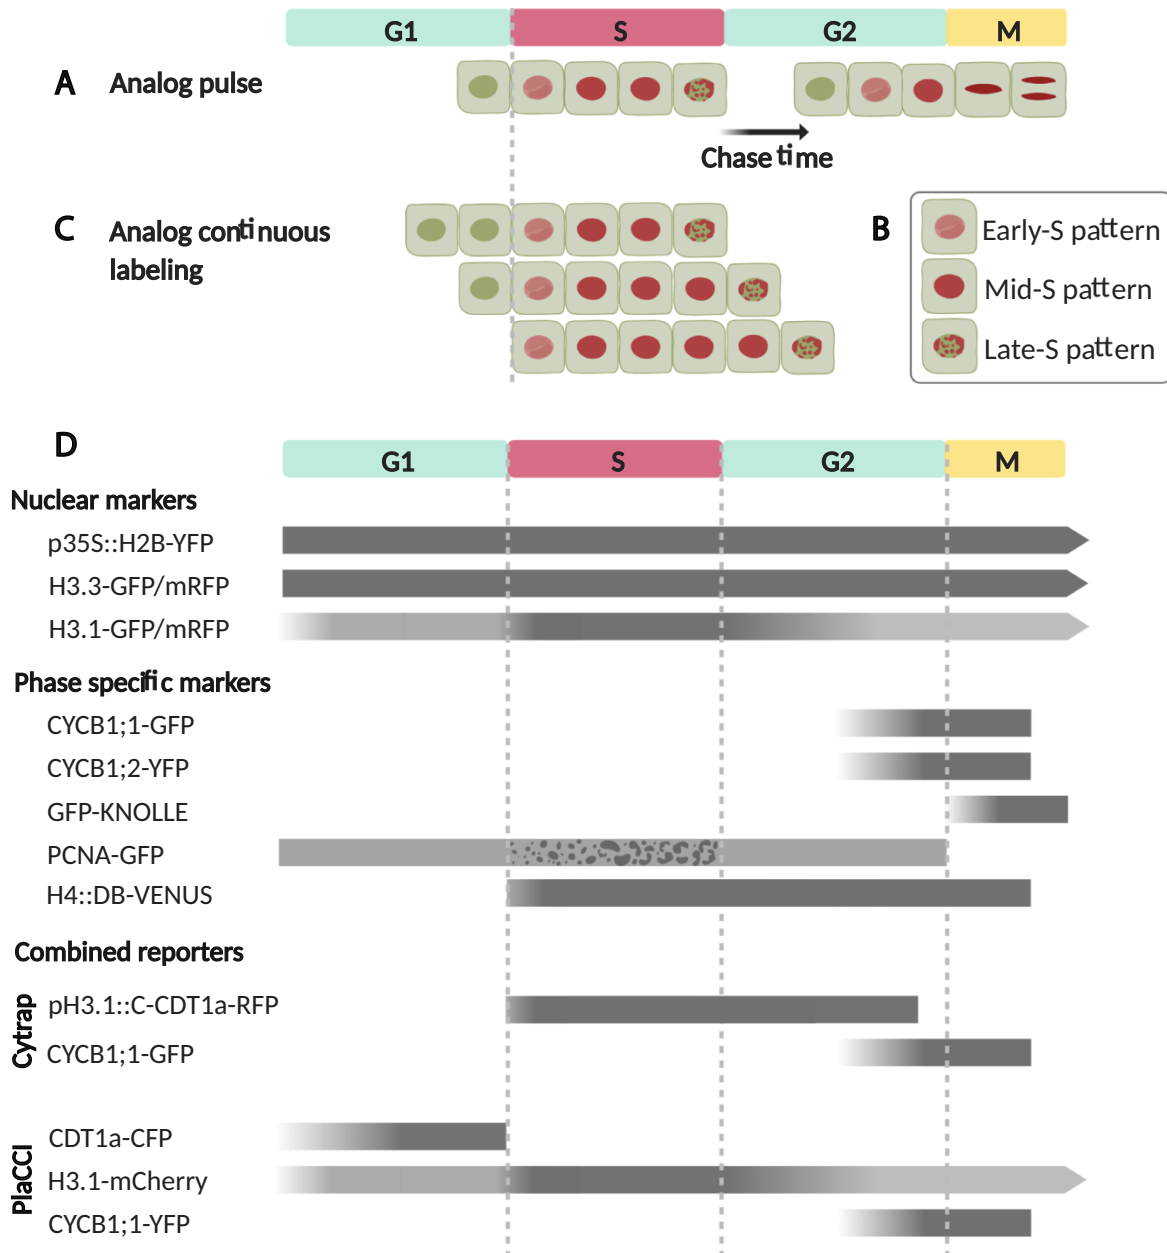 G1 S G2 M
A Analog pulse
Chase time
C Analog continuous
labeling
B
Early-S pattern
Mid-S pattern
Late-S pattern
D
G1 S G2 M
Nuclear markers
p35S::H2B-YFP
H3.3-GFP/mRFP
H3.1-GFP/mRFP
Phase specific markers
CYCB1;1-GFP
CYCB1;2-YFP
GFP-KNOLLE
PCNA-GFP
H4::DB-VENUS
Combined reporters
Cytrap
pH3.1::C-CDT1a-RFP
CYCB1;1-GFP
PlaCCI
CDT1a-CFP
H3.1-mCherry
CYCB1;1-YFP